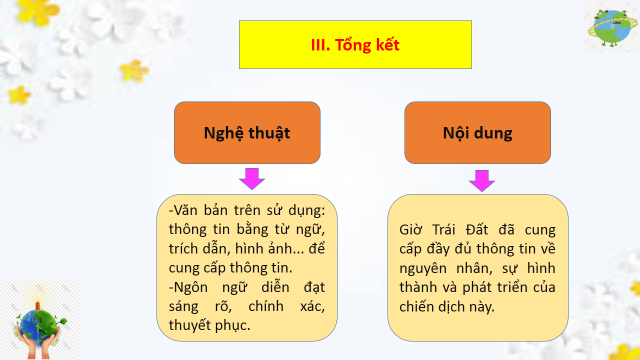 III. Tổng kết
Nghệ thuật
Nội dung
-Văn bản trên sử dụng:
thông tin bằng từ ngữ,
trích dẫn, hình ảnh... để
cung cấp thông tin.
-Ngôn ngữ diễn đạt
sáng rõ, chính xác,
thuyết phục.
Giờ Trái Đất đã cung
cấp đầy đủ thông tin về
nguyên nhân, sự hình
thành và phát triển của
chiến dịch này.